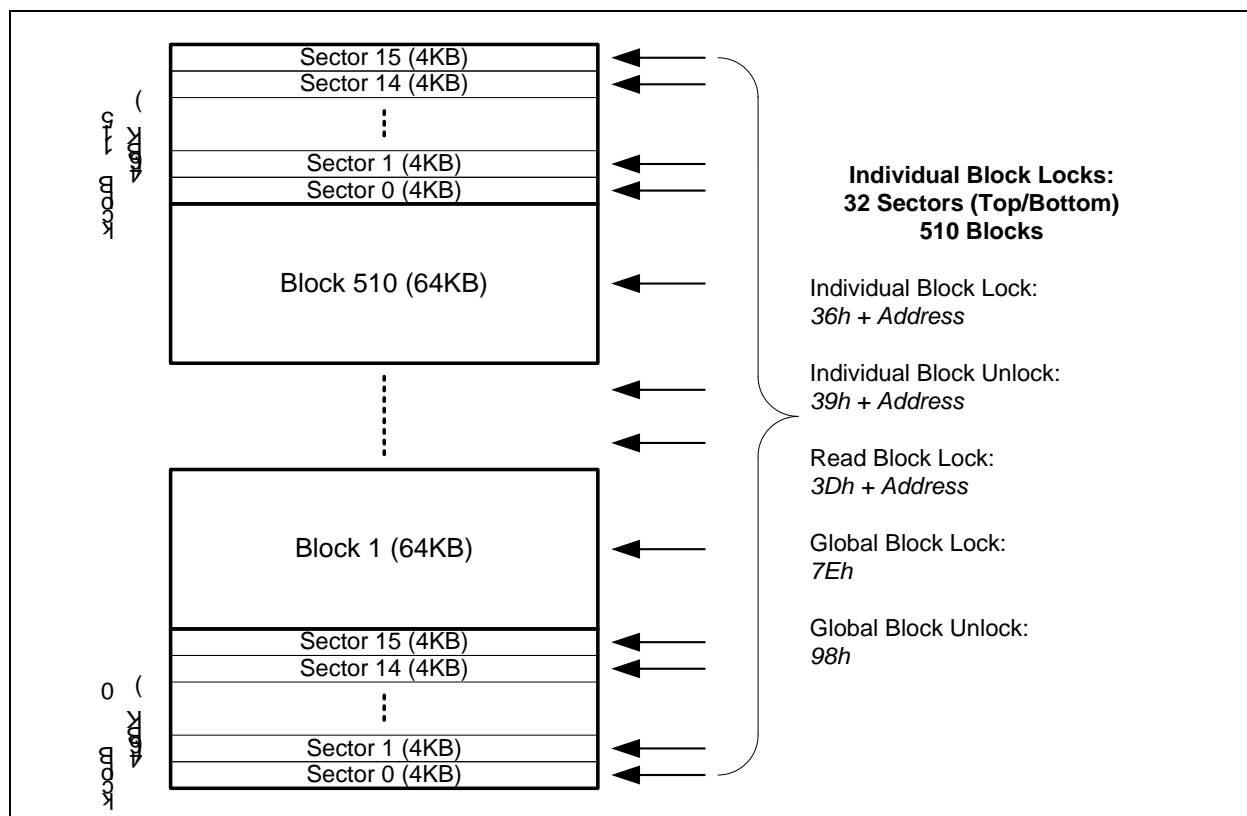 Sector 15 (4KB)
Sector 14 (4KB)
Sector 1 (4KB)
Sector 0 (4KB)
Block 510 (64KB)
Block 1 (64KB)
Sector 15 (4KB)
Sector 14 (4KB)
Sector 1 (4KB)
Sector 0 (4KB)
Individual Block Locks:
32 Sectors (Top/Bottom)
510 Blocks
Individual Block Lock:
36h + Address
Individual Block Unlock:
39h + Address
Read Block Lock:
3Dh + Address
Global Block Lock:
7Eh
Global Block Unlock:
98h